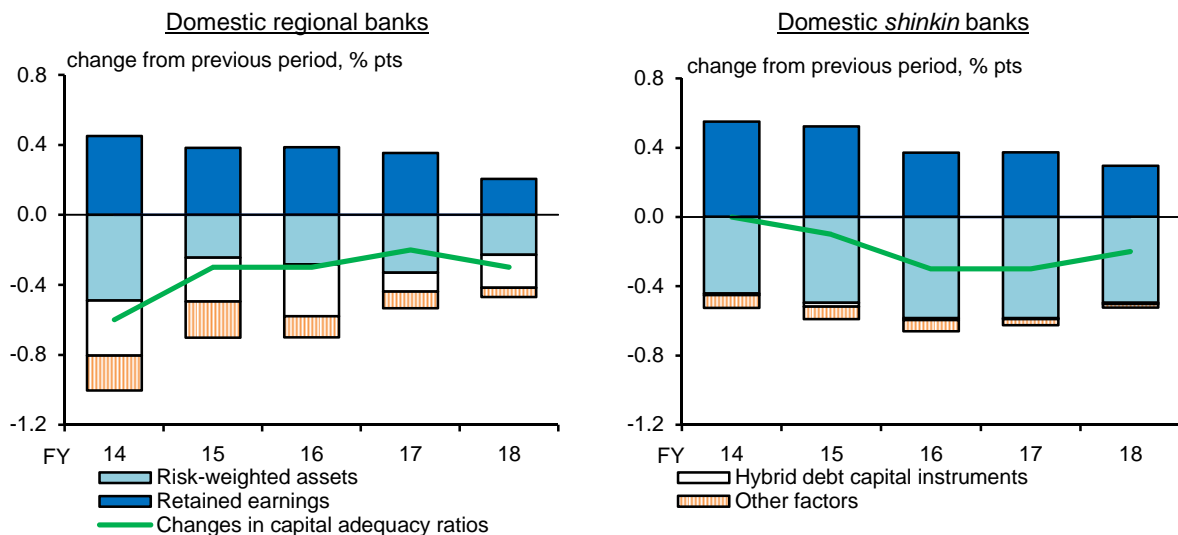 Domestic regional banks
change from previous period, % pts
0.8
0.4
0.0
-0.4
-0.8
-1.2
FY 14 15 16 17 18
Domestic shinkin banks
change from previous period, % pts
0.8
0.4
0.0
-0.4
-0.8
-1.2
FY 14 15 16 17 18
Risk-weighted assets
Retained earnings
Changes in capital adequacy ratios
Hybrid debt capital instruments
Other factors